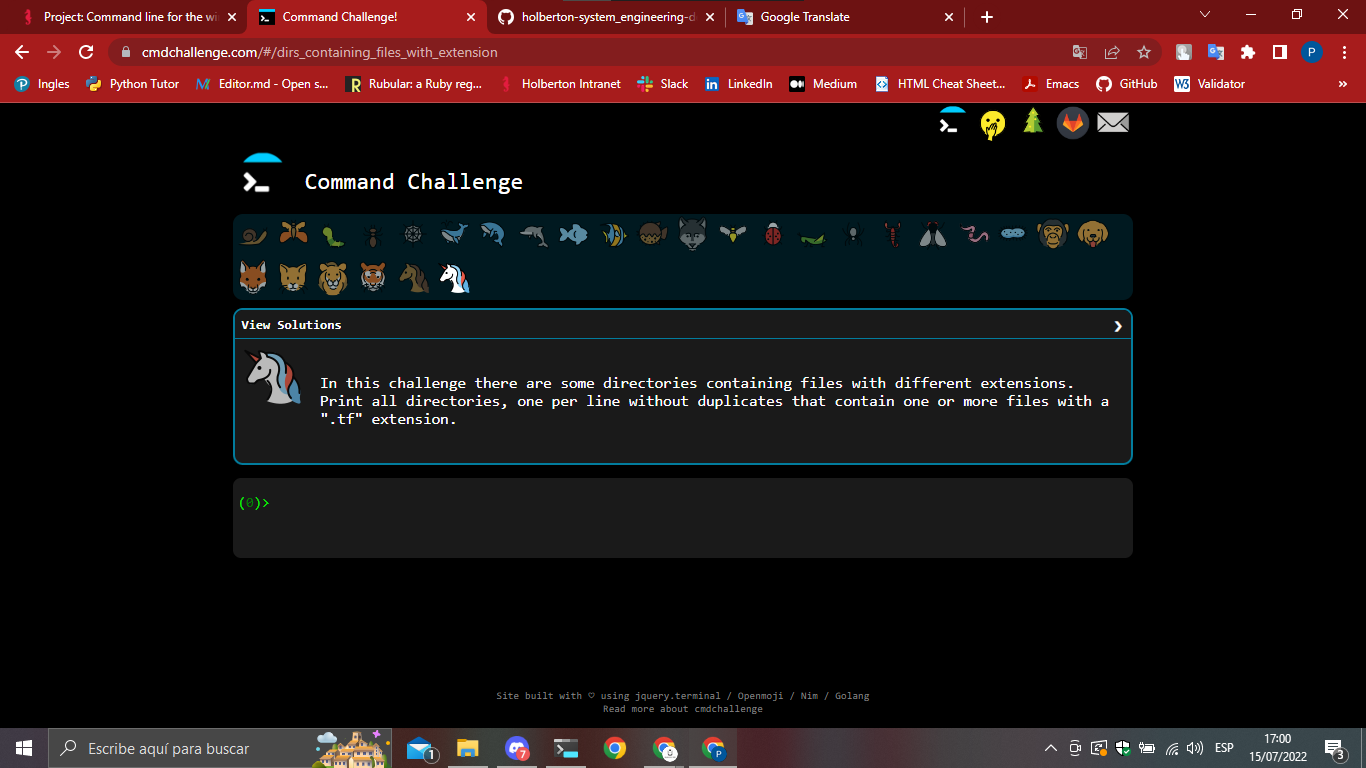 Project: Command line for the wi
Command Challenge!
holberton-system_engineering-d
Google Translate
cmdchallenge.com/#/dirs_containing_files_with_extension
P
Ingles
Python Tutor
Editor.md - Open s...
R
Rubular: a Ruby reg...
Holberton Intranet
Slack
in
LinkedIn
Medium
HTML Cheat Sheet...
Emacs
GitHub
W3
Validator
»
Command Challenge
View Solutions
In this challenge there are some directories containing files with different extensions.
Print all directories, one per line without duplicates that contain one or more files with a
".tf" extension.
(0)>
Site built with ♡ using jquery.terminal / Openmoji / Nim / Golang
Read more about cmdchallenge
Escribe aquí para buscar
1
7
P
ESP
17:00
15/07/2022
3